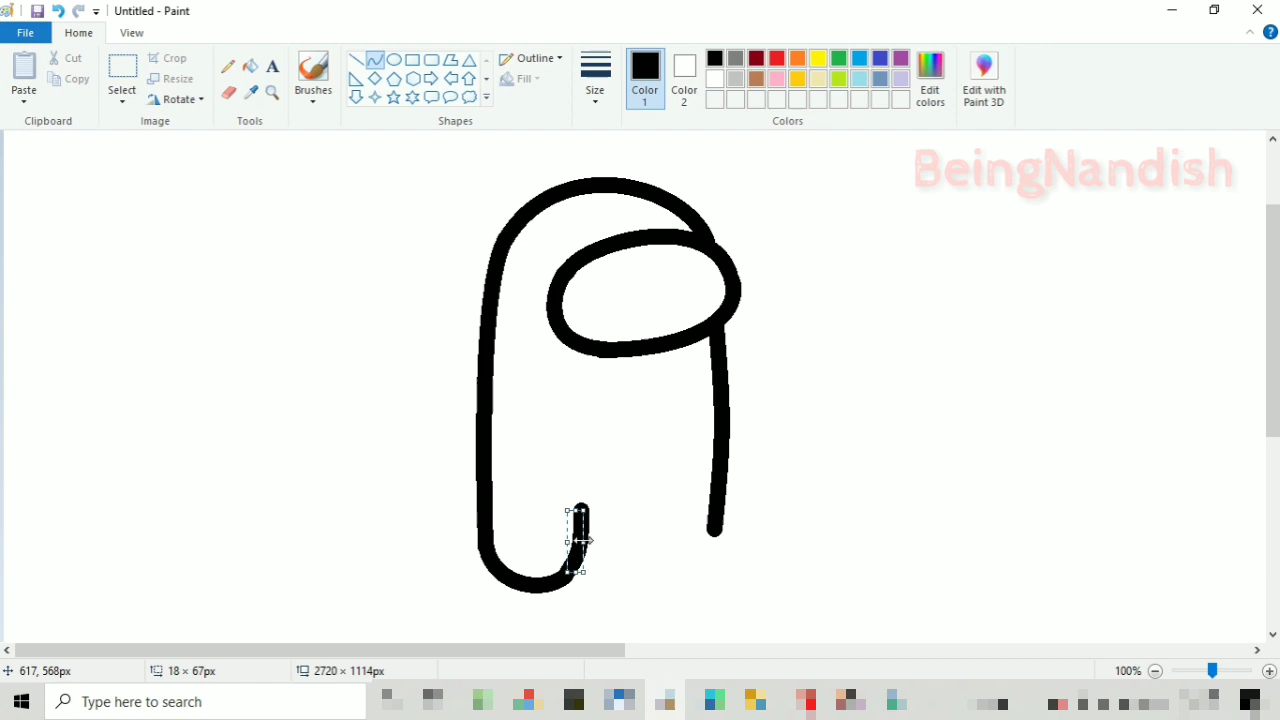 Untitled - Paint
File
Home
View
Paste
Cut
Copy
Clipboard
Select
Crop
Resize
Rotate
Image
Tools
Brushes
Outline
Fill
Shapes
Size
Color 1
Color 2
Edit colors
Colors
Edit with Paint 3D
BeingNandish
617, 568px
18 × 67px
2720 × 1114px
100%
Type here to search